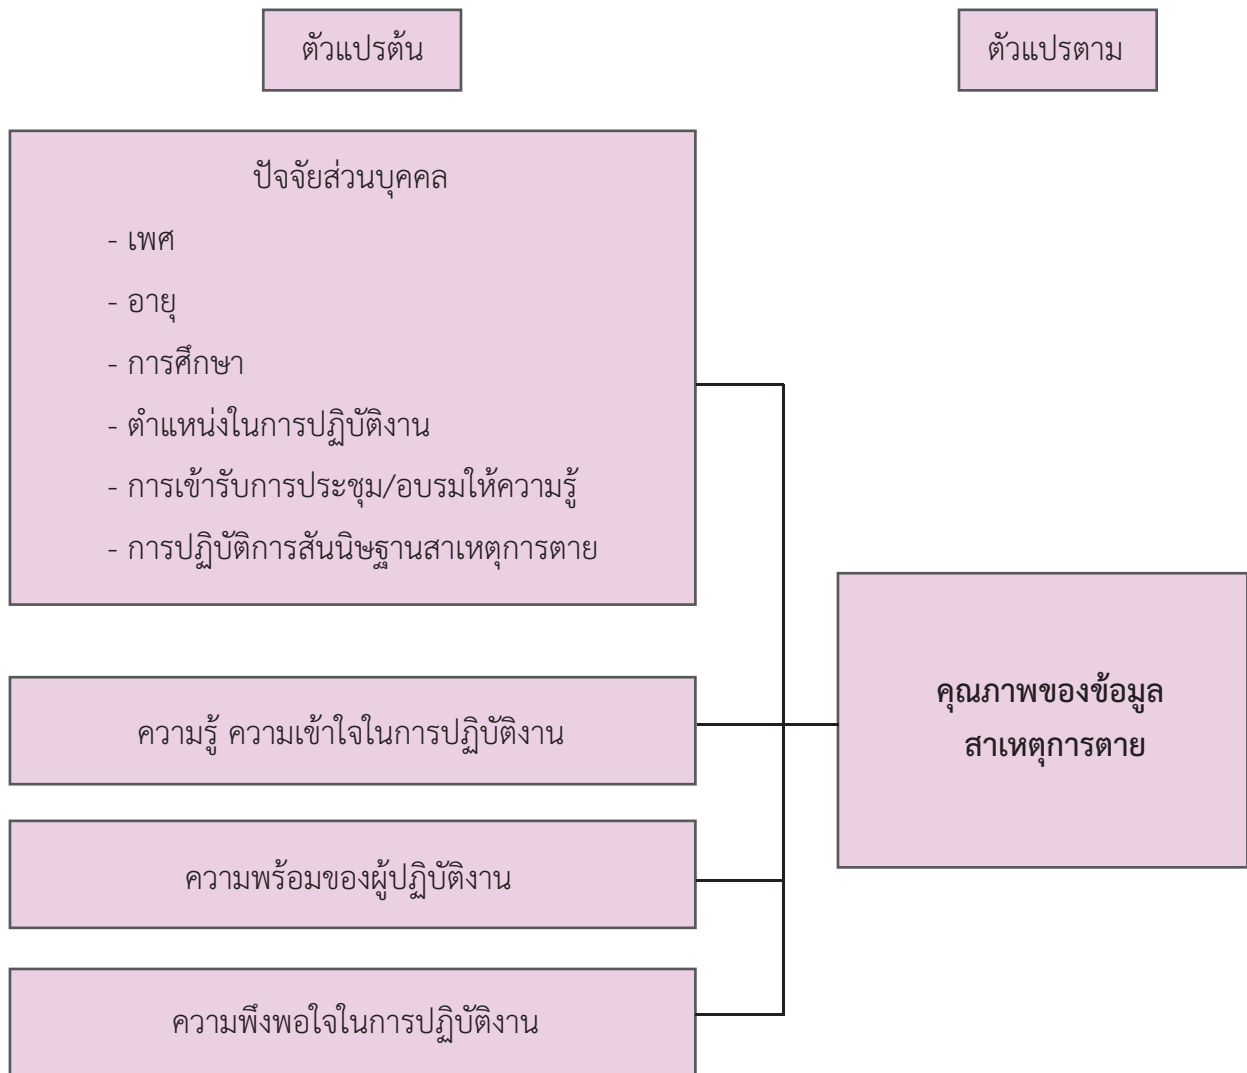 ตัวแปรต้น
ตัวแปรตาม
ปัจจัยส่วนบุคคล
- เพศ
- อายุ
- การศึกษา
- ตำแหน่งในการปฏิบัติงาน
- การเข้ารับการประชุม/อบรมให้ความรู้
- การปฏิบัติการสันนิษฐานสาเหตุการตาย
ความรู้ ความเข้าใจในการปฏิบัติงาน
ความพร้อมของผู้ปฏิบัติงาน
ความพึงพอใจในการปฏิบัติงาน
คุณภาพของข้อมูล
สาเหตุการตาย